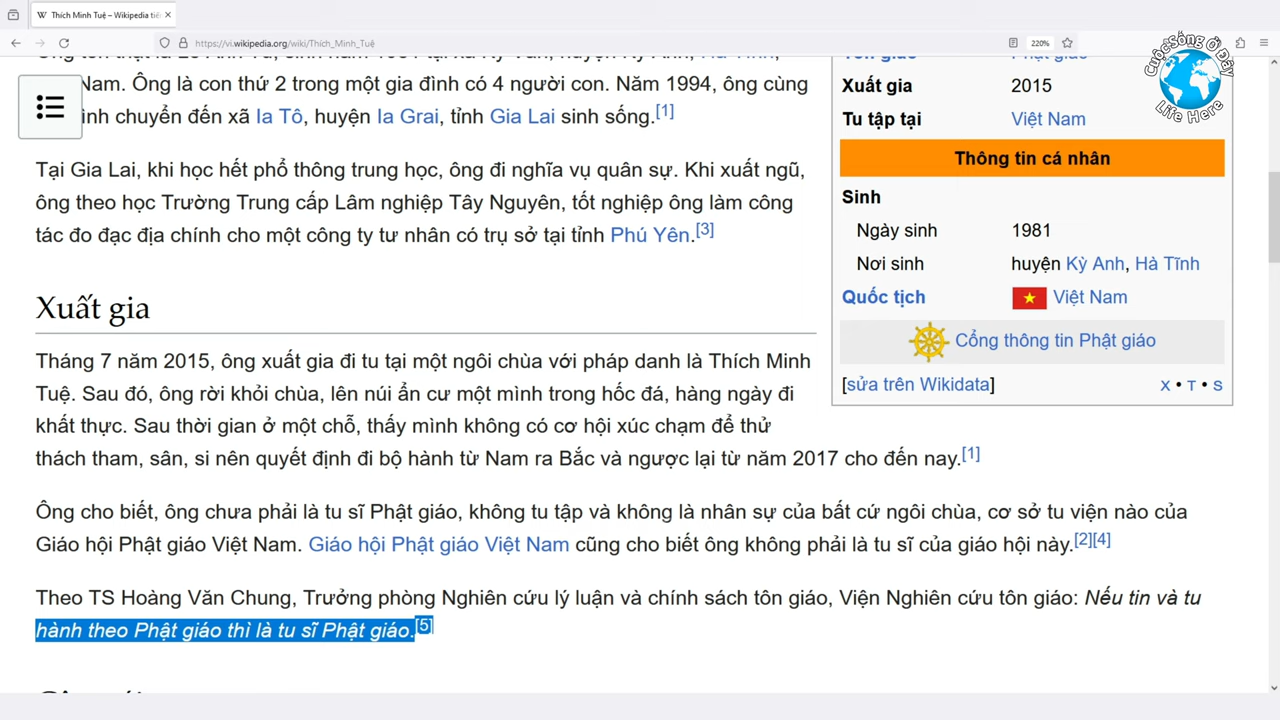 Thích Minh Tuệ – Wikipedia tiế
https://vi.wikipedia.org/wiki/Thích_Minh_Tuệ
220%
Cuộc Sống Ở Đây
Life Here
Nam. Ông là con thứ 2 trong một gia đình có 4 người con. Năm 1994, ông cùng
ình chuyển đến xã Ia Tô, huyện Ia Grai, tỉnh Gia Lai sinh sống.[1]
Tại Gia Lai, khi học hết phổ thông trung học, ông đi nghĩa vụ quân sự. Khi xuất ngũ,
ông theo học Trường Trung cấp Lâm nghiệp Tây Nguyên, tốt nghiệp ông làm công
tác đo đạc địa chính cho một công ty tư nhân có trụ sở tại tỉnh Phú Yên.[3]
Xuất gia
Tháng 7 năm 2015, ông xuất gia đi tu tại một ngôi chùa với pháp danh là Thích Minh
Tuệ. Sau đó, ông rời khỏi chùa, lên núi ẩn cư một mình trong hốc đá, hàng ngày đi
khất thực. Sau thời gian ở một chỗ, thấy mình không có cơ hội xúc chạm để thử
thách tham, sân, si nên quyết định đi bộ hành từ Nam ra Bắc và ngược lại từ năm 2017 cho đến nay.[1]
Ông cho biết, ông chưa phải là tu sĩ Phật giáo, không tu tập và không là nhân sự của bất cứ ngôi chùa, cơ sở tu viện nào của
Giáo hội Phật giáo Việt Nam. Giáo hội Phật giáo Việt Nam cũng cho biết ông không phải là tu sĩ của giáo hội này.[2][4]
Theo TS Hoàng Văn Chung, Trưởng phòng Nghiên cứu lý luận và chính sách tôn giáo, Viện Nghiên cứu tôn giáo: Nếu tin và tu
hành theo Phật giáo thì là tu sĩ Phật giáo.[5]
Xuất gia 2015
Tu tập tại Việt Nam
Thông tin cá nhân
Sinh
Ngày sinh 1981
Nơi sinh huyện Kỳ Anh, Hà Tĩnh
Quốc tịch Việt Nam
Cổng thông tin Phật giáo
[sửa trên Wikidata] X • T • S